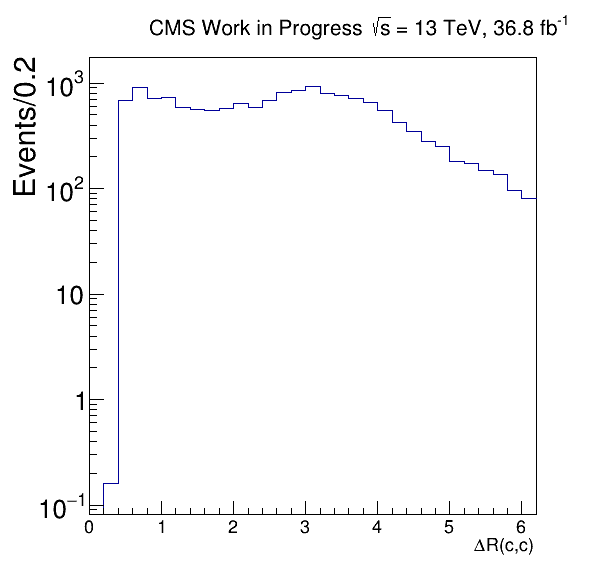 CMS Work in Progress √s = 13 TeV, 36.8 fb⁻¹
Events/0.2
10³
10²
10
1
10⁻¹
0 1 2 3 4 5 6
ΔR(c,c)